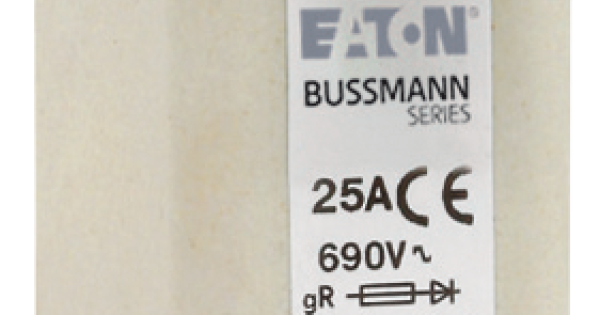 EATON®
BUSSMANN
SERIES
25A CE
690V~
gR